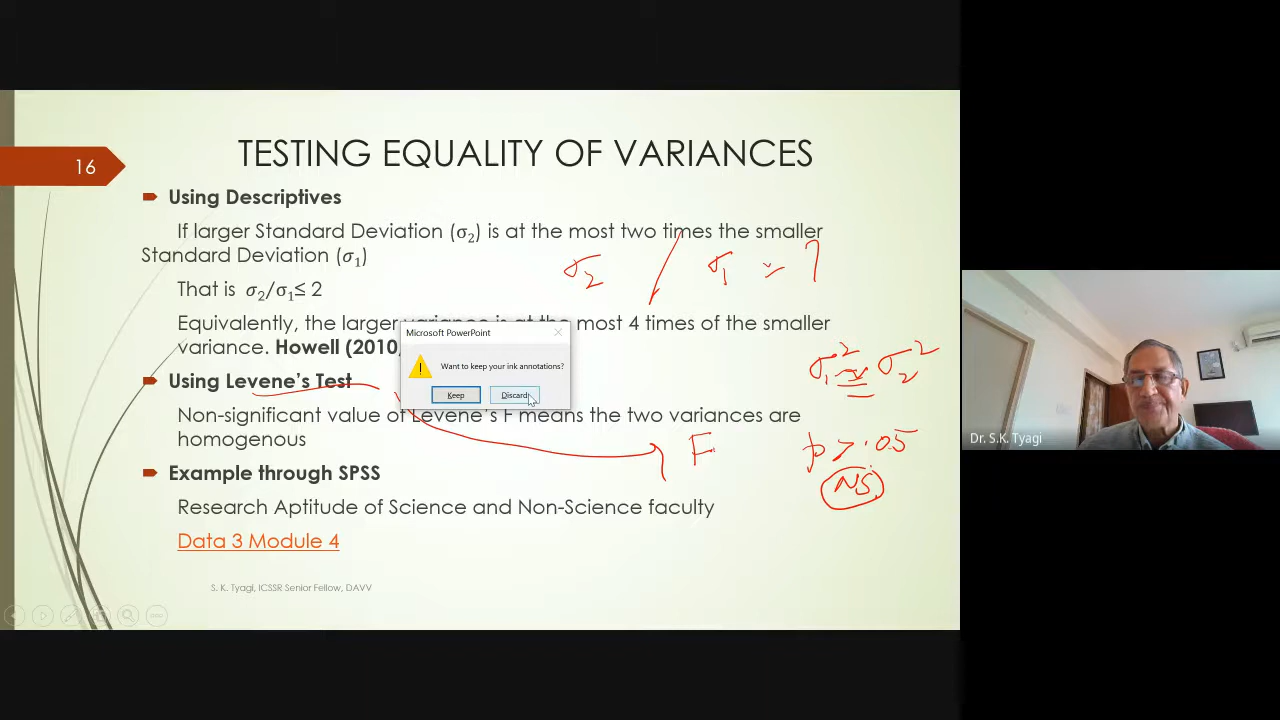 16
TESTING EQUALITY OF VARIANCES
Using Descriptives
If larger Standard Deviation (σ₂) is at the most two times the smaller
Standard Deviation (σ₁)
σ₂ / σ₁ ≃ ?
That is σ₂/σ₁≤ 2
Equivalently, the larger variance is at the most 4 times of the smaller
variance. Howell (2010,
σ₁² ≃ σ₂²
Microsoft PowerPoint
Want to keep your ink annotations?
Keep
Discard
Using Levene's Test
Non-significant value of Levene's F means the two variances are
homogenous
F
p > .05
NS
Example through SPSS
Research Aptitude of Science and Non-Science faculty
Data 3 Module 4
S. K. Tyagi, ICSSR Senior Fellow, DAVV
Dr. S.K. Tyagi